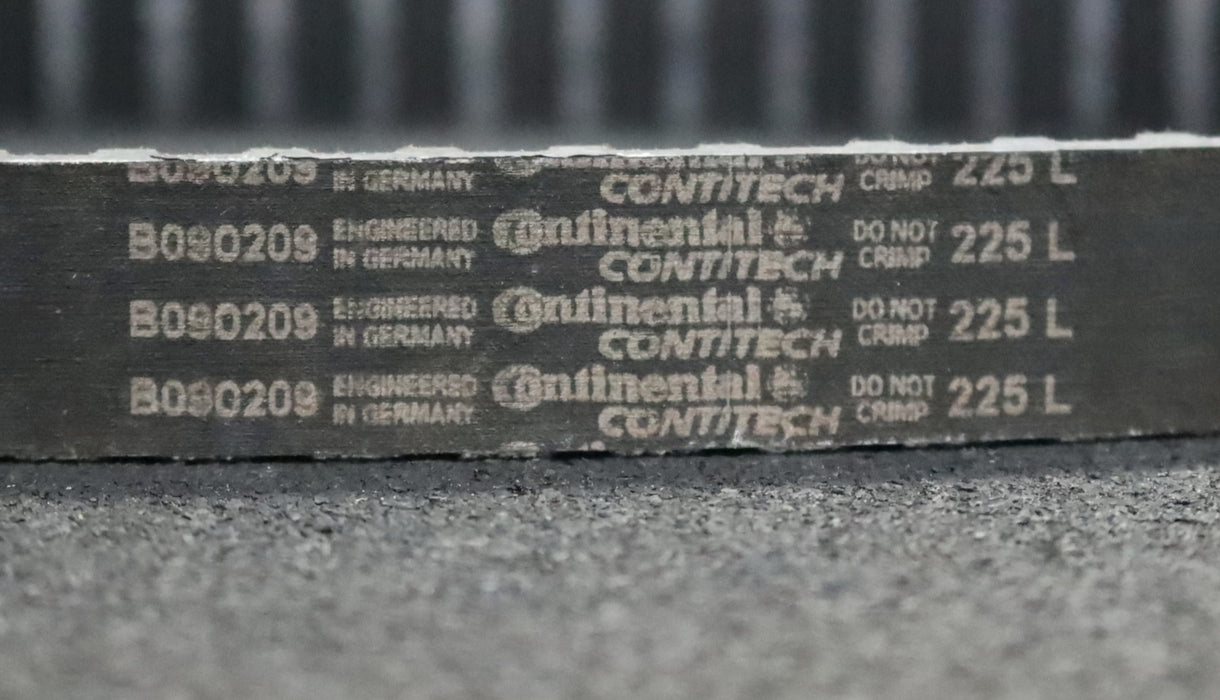 B090209 IN GERMANY CONTITECH DO NOT CRIMP 225 L
B090209 ENGINEERED IN GERMANY Continental CONTITECH DO NOT CRIMP 225 L
B090209 ENGINEERED IN GERMANY Continental CONTITECH DO NOT CRIMP 225 L
B090209 ENGINEERED IN GERMANY Continental CONTITECH DO NOT CRIMP 225 L